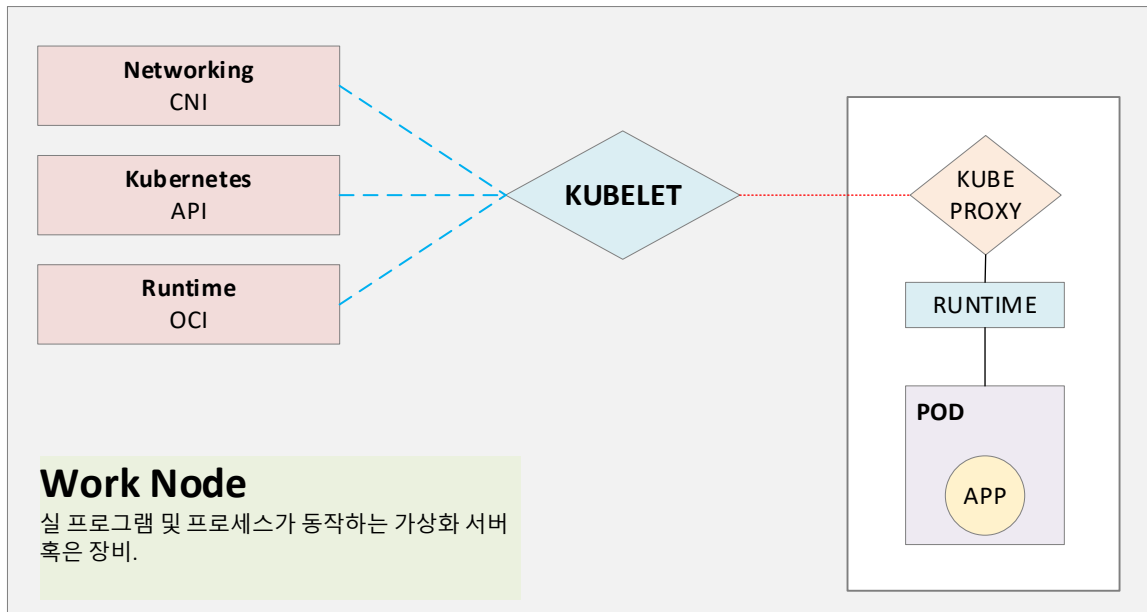 Networking
CNI
Kubernetes
API
Runtime
OCI
KUBELET
KUBE
PROXY
RUNTIME
POD
APP
Work Node
실 프로그램 및 프로세스가 동작하는 가상화 서버
혹은 장비.